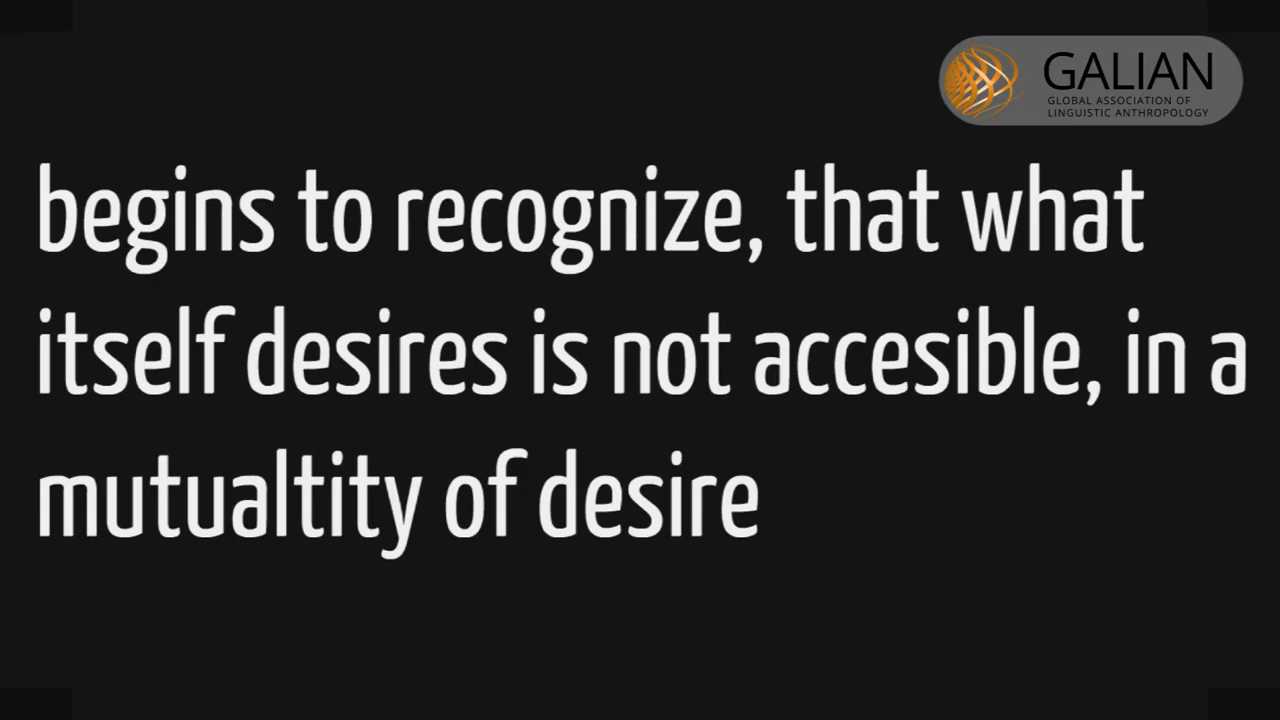 GALIAN
GLOBAL ASSOCIATION OF
LINGUISTIC ANTHROPOLOGY
begins to recognize, that what
itself desires is not accesible, in a
mutualtity of desire